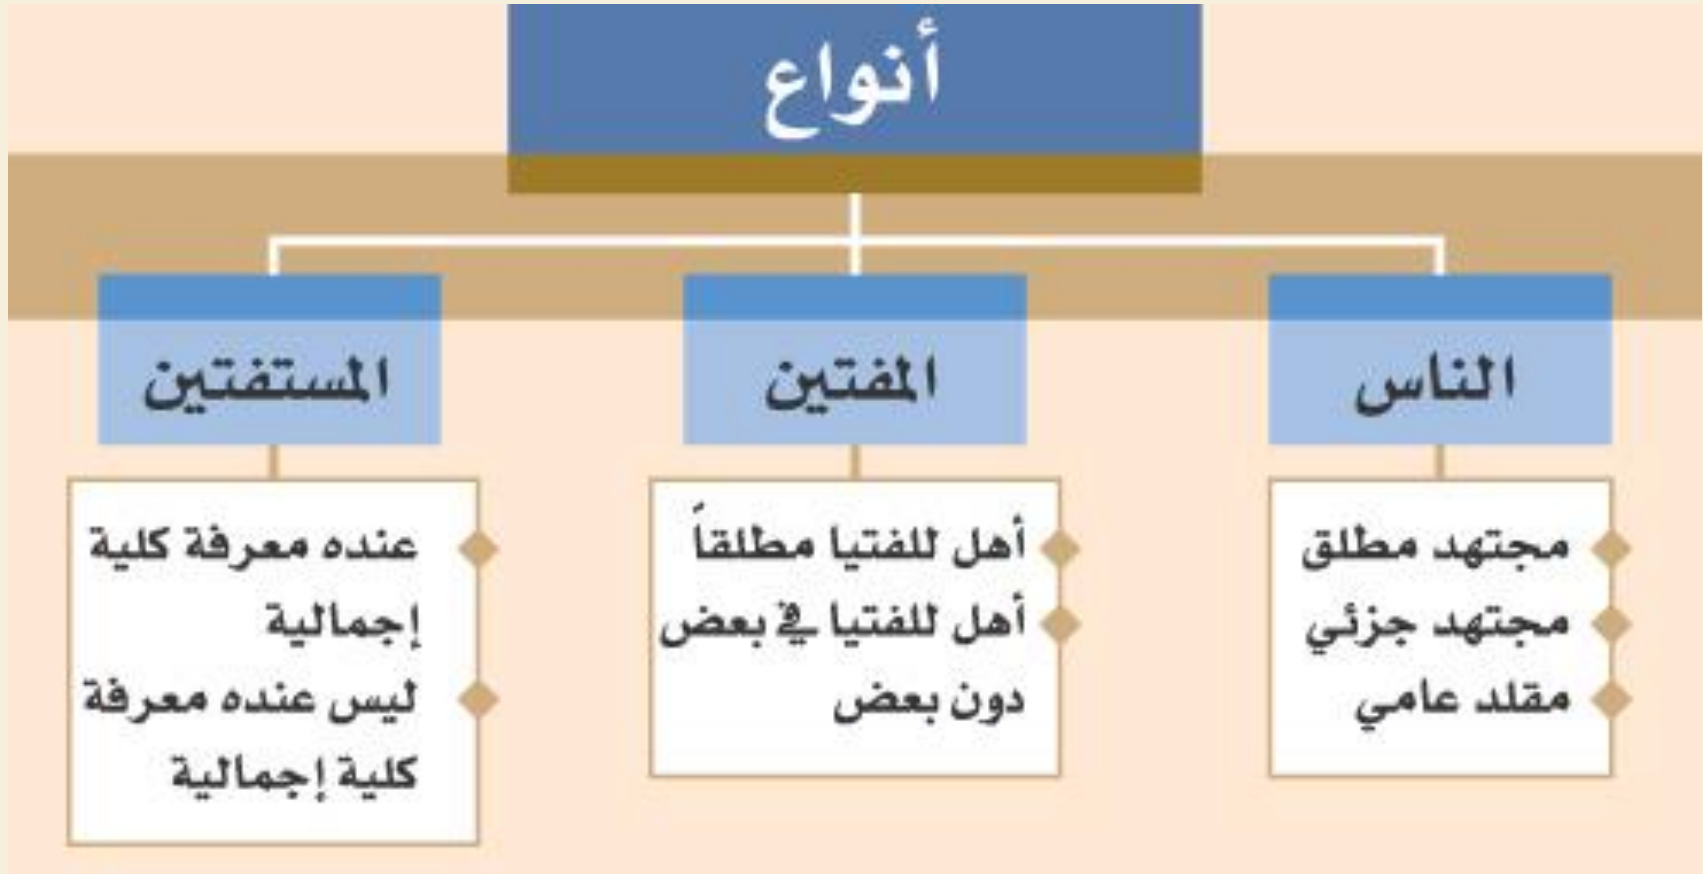 أنواع
الناس
مجتهد مطلق
مجتهد جزئي
مقلد عامي
المفتين
أهل للفتيا مطلقاً
أهل للفتيا في بعض
دون بعض
المستفتين
عنده معرفة كلية
إجمالية
ليس عنده معرفة
كلية إجمالية